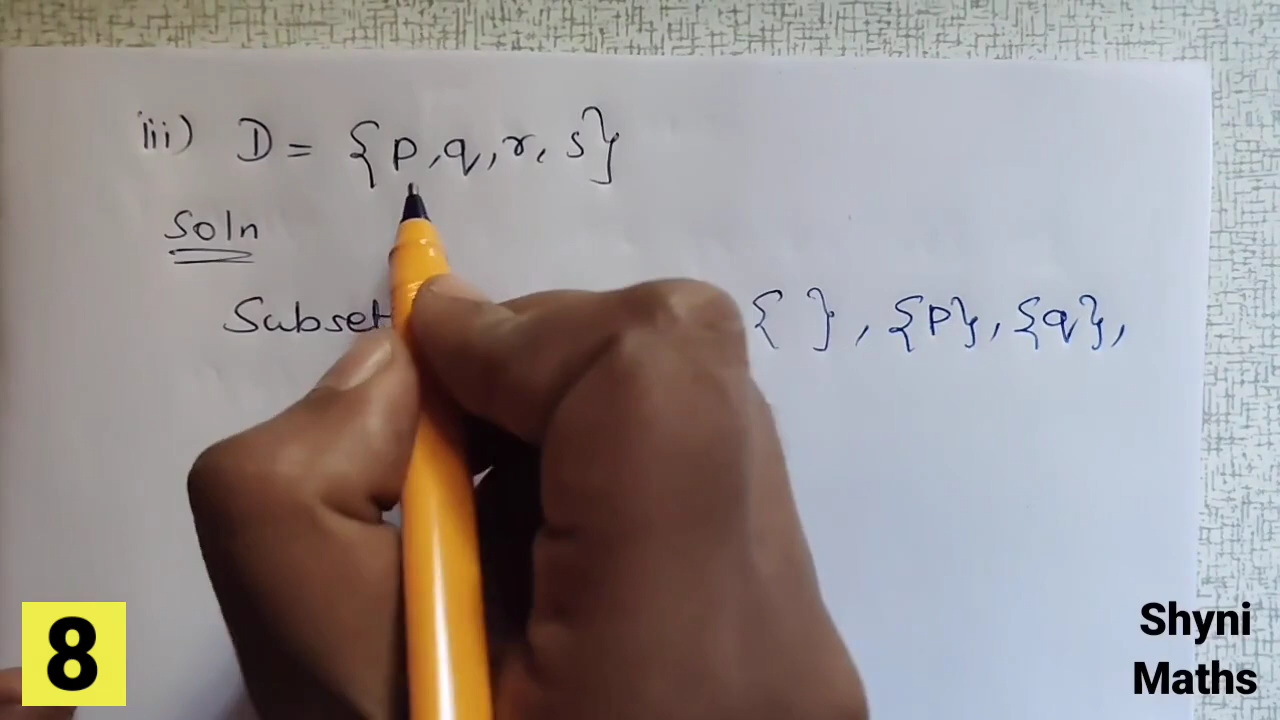 iii) D = {p, q, r, s}
Soln
Subset { }, {p}, {q},
8
Shyni
Maths